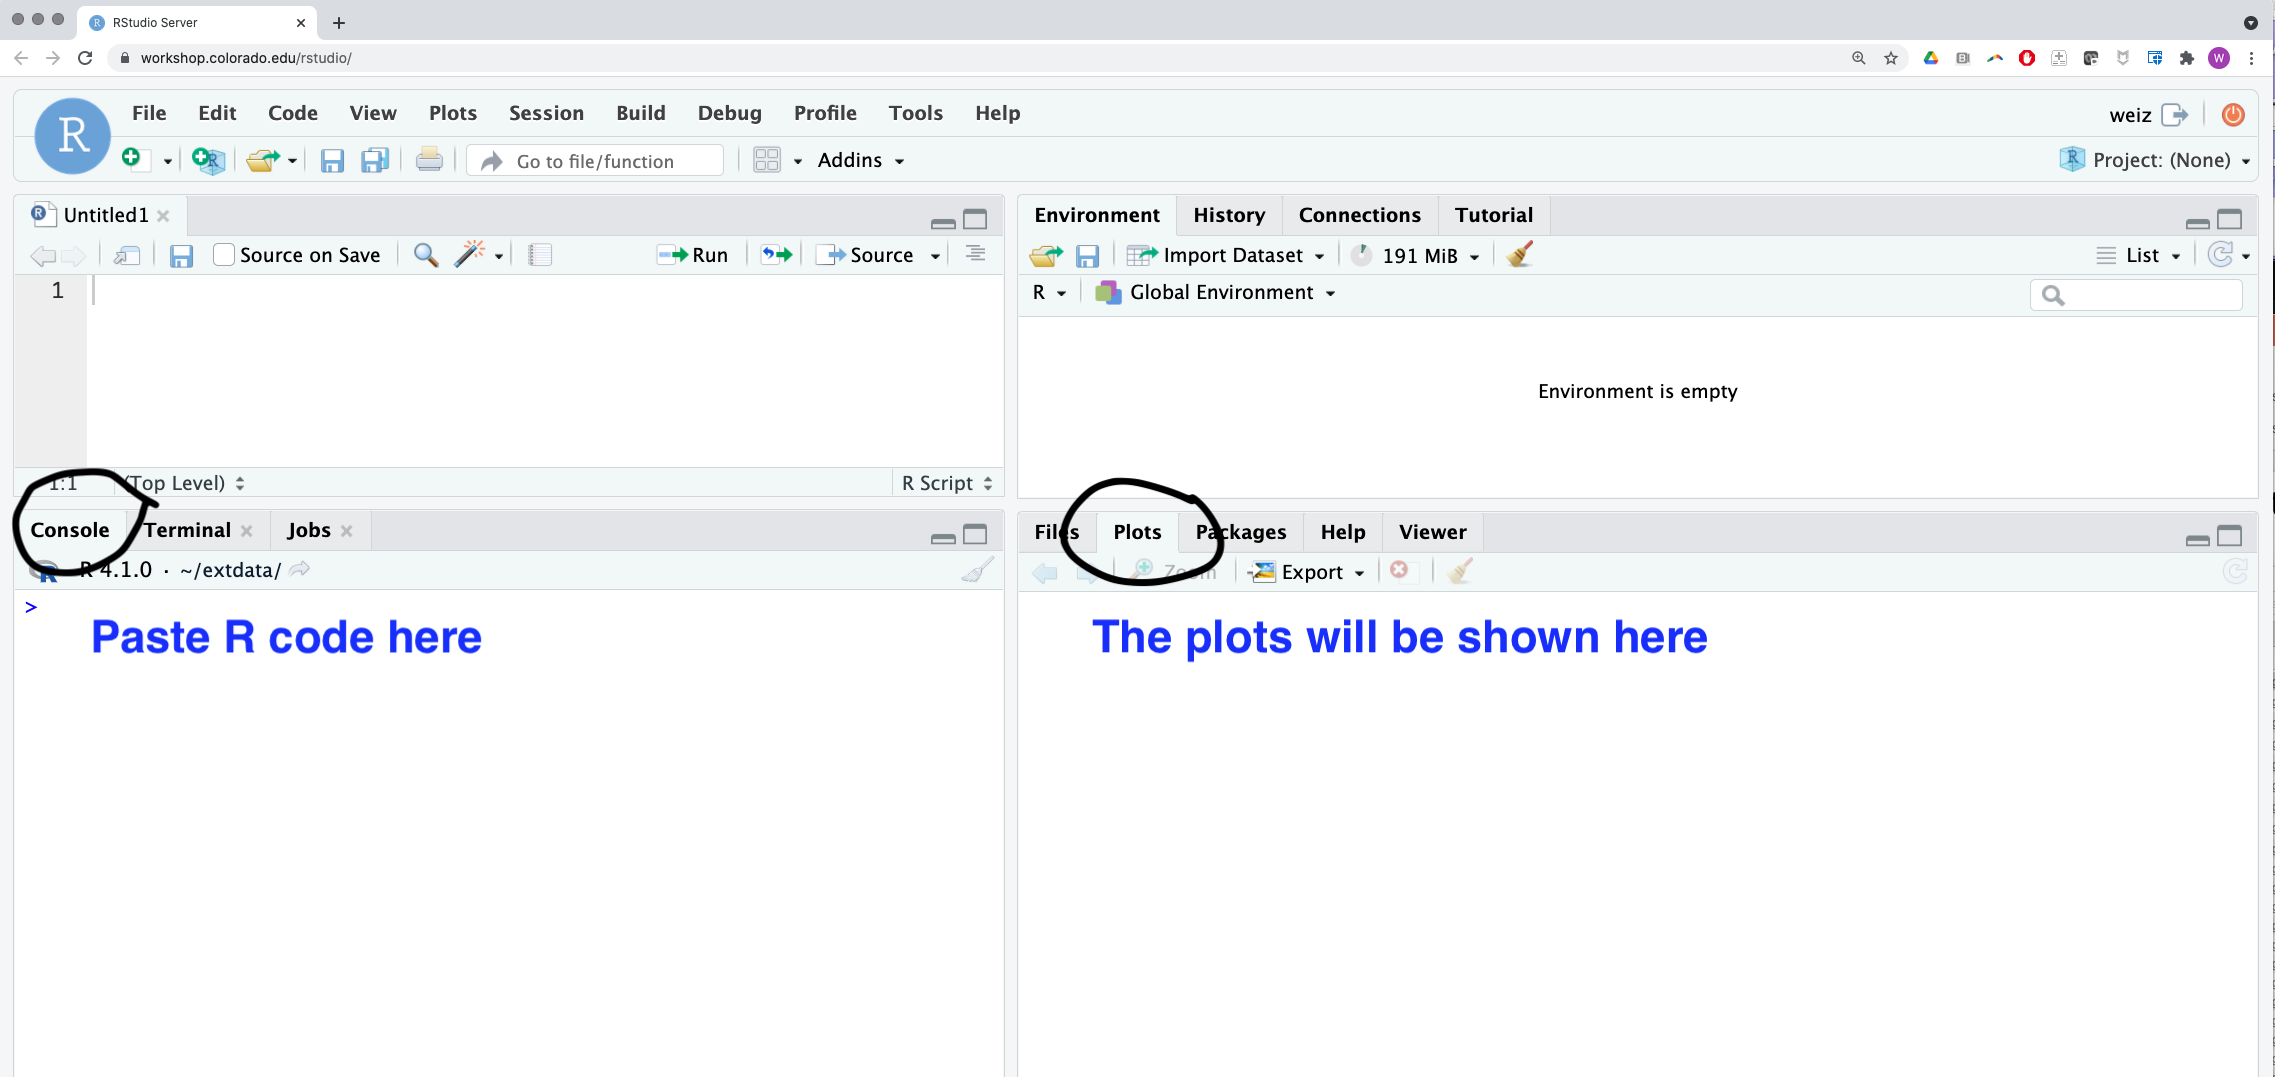 RStudio Server
workshop.colorado.edu/rstudio/
W
R
File Edit Code View Plots Session Build Debug Profile Tools Help
weiz
Go to file/function
Addins
Project: (None)
Untitled1
Source on Save
Run
Source
1
1:1 (Top Level)
R Script
Environment History Connections Tutorial
Import Dataset
191 MiB
List
R
Global Environment
Environment is empty
Console Terminal Jobs
R 4.1.0 · ~/extdata/
>
Paste R code here
Files Plots Packages Help Viewer
Zoom
Export
The plots will be shown here